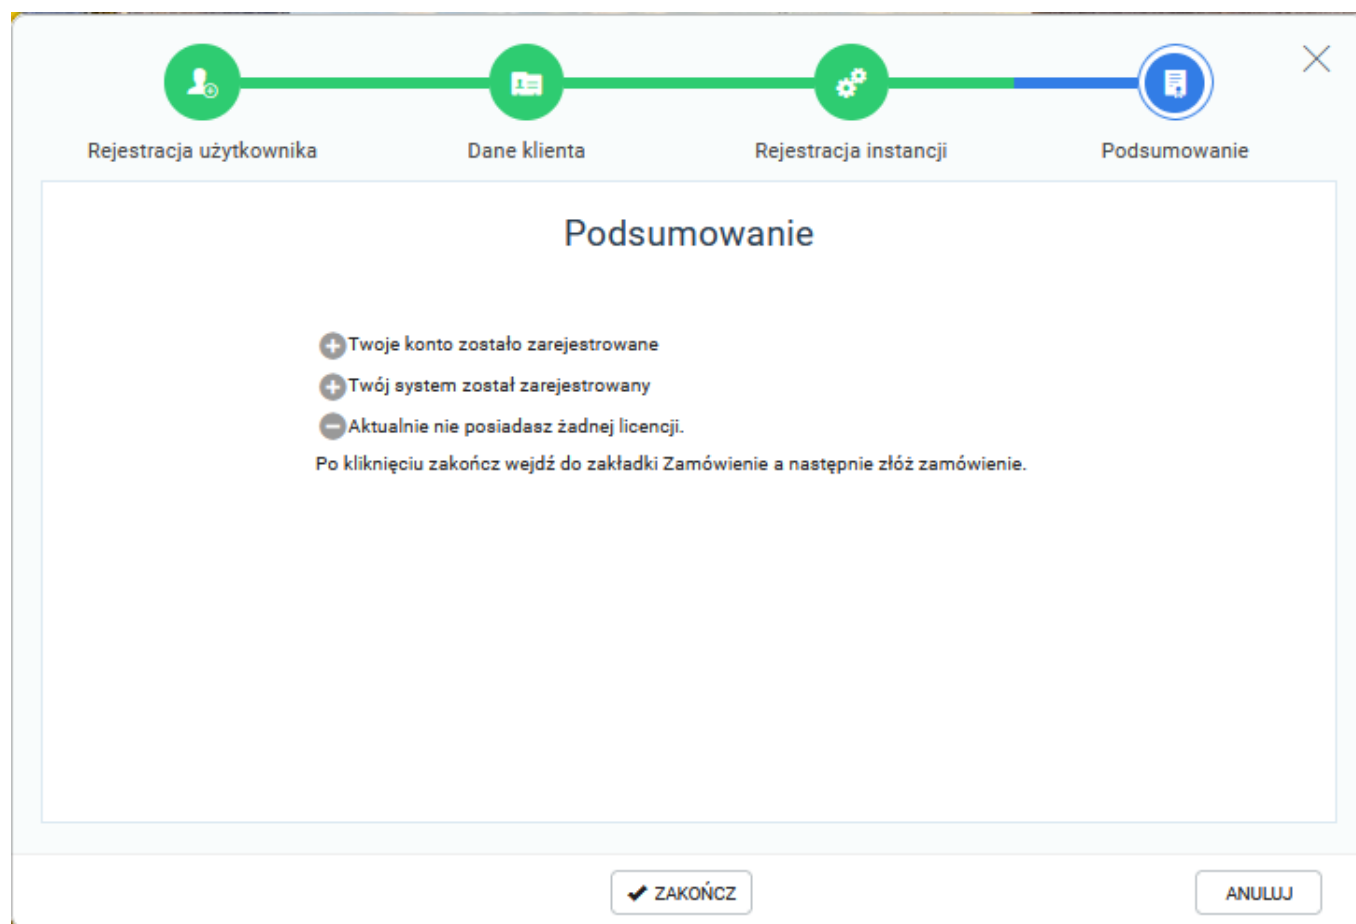 Rejestracja użytkownika
Dane klienta
Rejestracja instancji
Podsumowanie
Podsumowanie
Twoje konto zostało zarejestrowane
Twój system został zarejestrowany
Aktualnie nie posiadasz żadnej licencji.
Po kliknięciu zakończ wejdź do zakładki Zamówienie a następnie złóż zamówienie.
ZAKOŃCZ
ANULUJ